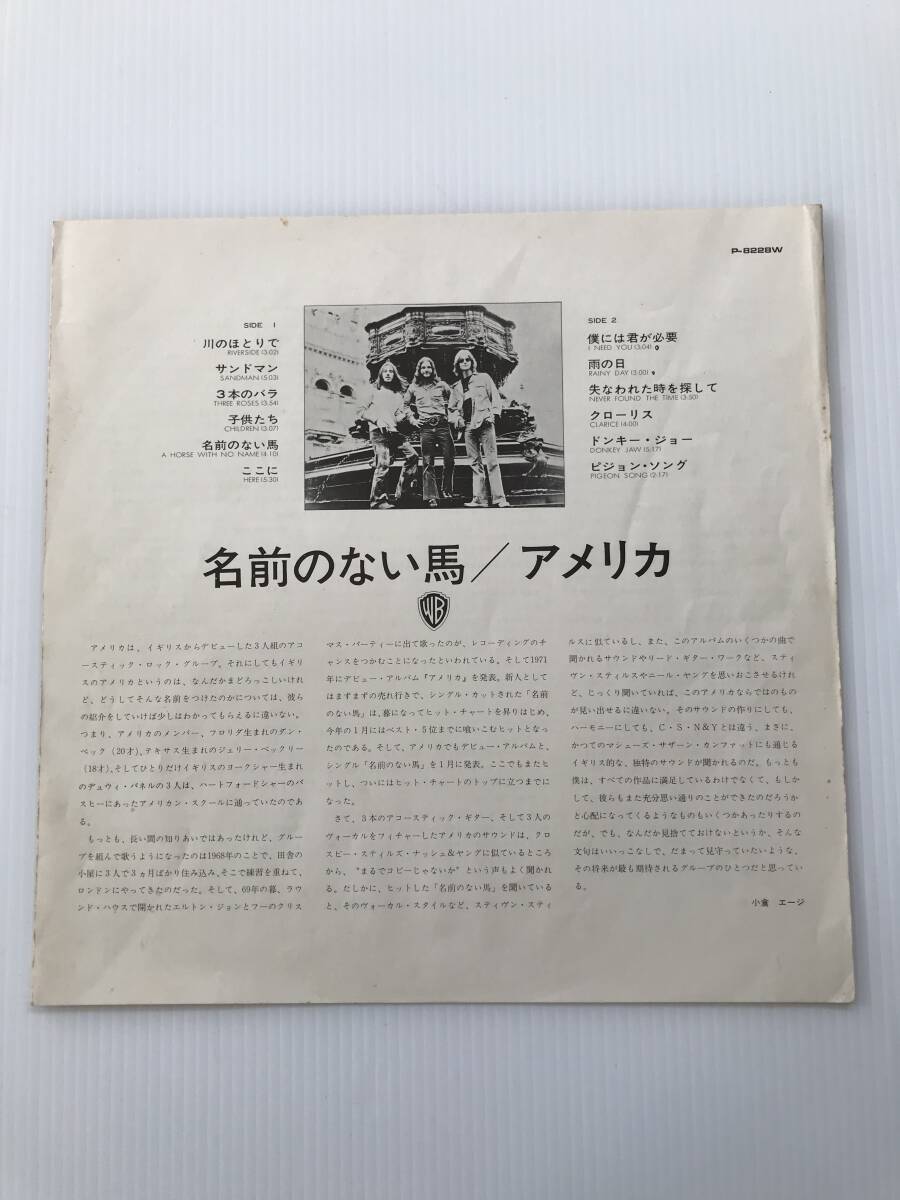 P-8228W
SIDE 1
川のほとりで
RIVERSIDE (3:02)
サンドマン
SANDMAN (5:03)
3本のバラ
THREE ROSES (3:54)
子供たち
CHILDREN (3:07)
名前のない馬
A HORSE WITH NO NAME (4:10)
ここに
HERE (5:30)
SIDE 2
僕には君が必要
I NEED YOU (3:04)
雨の日
RAINY DAY (3:00)
失なわれた時を探して
NEVER FOUND THE TIME (3:50)
クローリス
CLARICE (4:00)
ドンキー・ジョー
DONKEY JAW (5:17)
ピジョン・ソング
PIGEON SONG (2:17)
名前のない馬／アメリカ
WB
アメリカは、イギリスからデビューした3人組のアコ
ースティック・ロック・グループ。それにしてもイギリ
スのアメリカというのは、なんだかまどろっこしいけれ
ど、どうしてそんな名前をつけたのかについては、彼ら
の紹介をしていけば少しはわかってもらえるに違いない。
つまり、アメリカのメンバー、フロリダ生まれのダン・
ペック(20才)、テキサス生まれのジェリー・ベックリー
(18才)、そしてひとりだけイギリスのヨークシャー生まれ
のデュウィ・バネルの3人は、ハートフォードシャーのバ
スヒーにあったアメリカン・スクールに通っていたのであ
る。
もっとも、長い間の知りあいではあったけれど、グルー
プを組んで歌うようになったのは1968年のことで、田舎の
小屋に3人で3ヵ月ばかり住み込み、そこで練習を重ねて、
ロンドンにやってきたのだった。そして、69年の暮、ラウ
ンド・ハウスで開かれたエルトン・ジョンとフーのクリス
マス・パーティーに出て歌ったのが、レコーディングのチ
ャンスをつかむことになったといわれている。そして1971
年にデビュー・アルバム『アメリカ』を発表。新人として
はまずまずの売れ行きで、シングル・カットされた「名前
のない馬」は、暮になってヒット・チャートを昇りはじめ、
今年の1月にはベスト・5位までに喰いこむヒットとなっ
たのである。そして、アメリカでもデビュー・アルバムと、
シングル「名前のない馬」を1月に発表。ここでもまたヒ
ットし、ついにはヒット・チャートのトップに立つまでに
なった。
さて、3本のアコースティック・ギター、そして3人の
ヴォーカルをフィチャーしたアメリカのサウンドは、クロ
スビー・スティルズ・ナッシュ&ヤングに似ているところ
から、"まるでコピーじゃないか"という声もよく聞かれ
る。たしかに、ヒットした「名前のない馬」を聞いている
と、そのヴォーカル・スタイルなど、スティヴン・スティ
ルスに似ているし、また、このアルバムのいくつかの曲で
聞かれるサウンドやリード・ギター・ワークなど、スティ
ヴン・スティルスやニール・ヤングを思いおこさせるけれ
ど、じっくり聞いていれば、このアメリカならではのもの
が見い出せるに違いない。そのサウンドの作りにしても、
ハーモニーにしても、C・S・N&Yとは違う、まさに、
かつてのマシューズ・サザーン・カンファットにも通じる
イギリス的な、独特のサウンドが聞かれるのだ。もっとも
僕は、すべての作品に満足しているわけでなくて、もしか
して、彼らもまた充分思い通りのことができたのだろうか
と心配になってくるようなものもいくつかあったりするの
だが、でも、なんだか見捨てておけないというか、そんな
文句はいいっこなしで、だまって見守っていたいような、
その将来が最も期待されるグループのひとつだと思ってい
る。
小倉 エージ